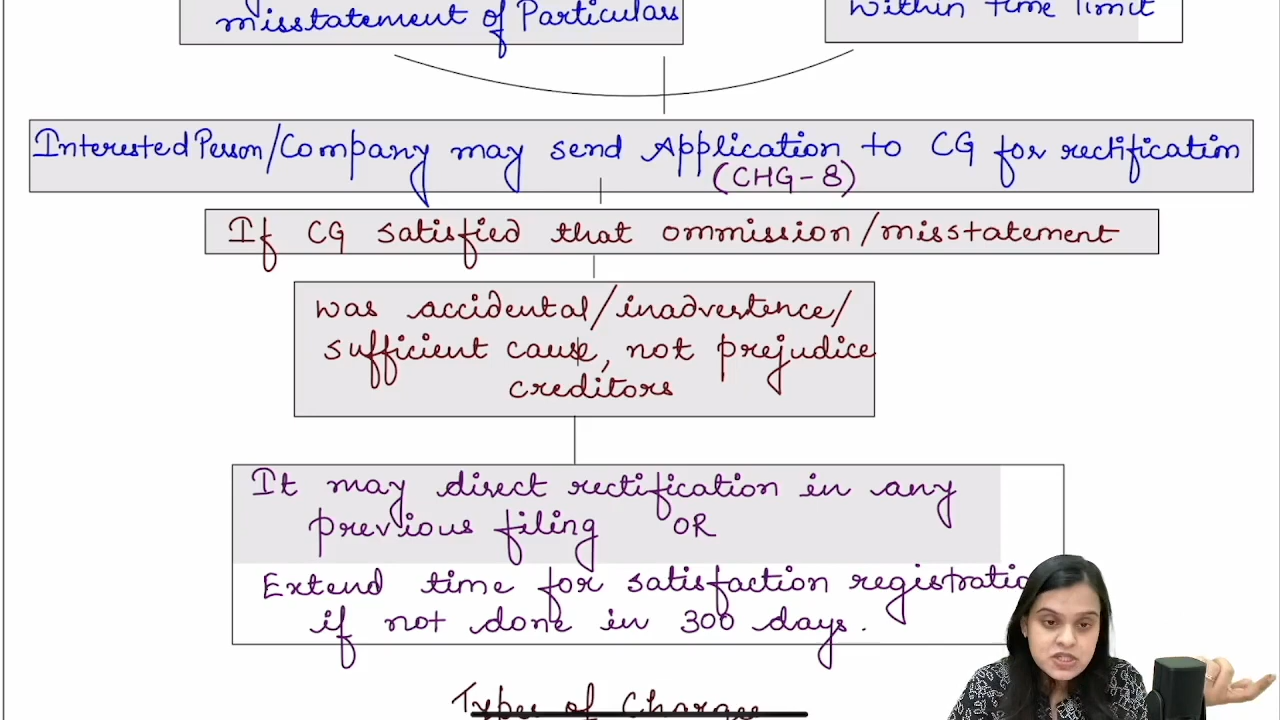 misstatement of Particulars
within time limit
Interested Person/Company may send Application to CG for rectification
(CHG-8)
If CG satisfied that ommission/misstatement
was accidental/inadvertence/
sufficient cause, not prejudice
creditors
It may direct rectification in any
previous filing OR
Extend time for satisfaction registratio
if not done in 300 days.
Types of Charge